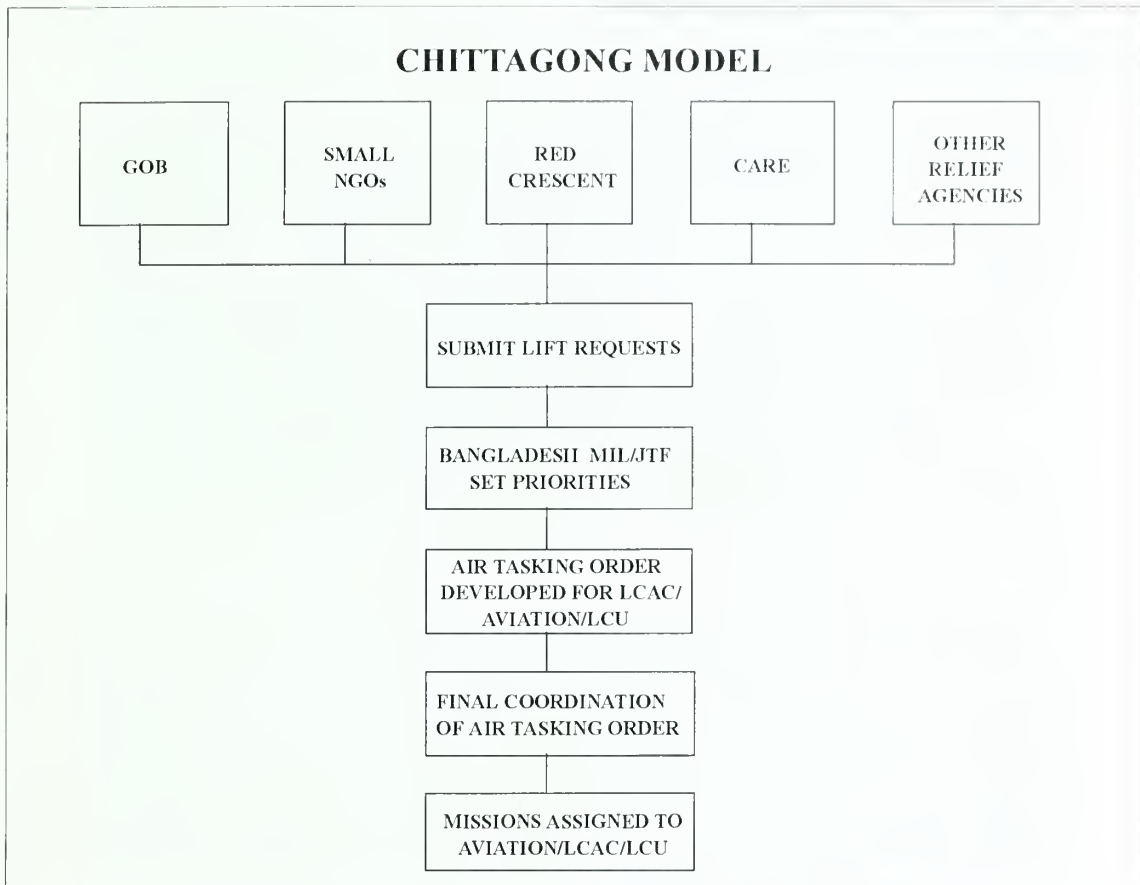 CHITTAGONG MODEL
GOB
SMALL
NGOs
RED
CRESCENT
CARE
OTHER
RELIEF
AGENCIES
SUBMIT LIFT REQUESTS
BANGLADESH MIL/JTF
SET PRIORITIES
AIR TASKING ORDER
DEVELOPED FOR LCAC/
AVIATION/LCU
FINAL COORDINATION
OF AIR TASKING ORDER
MISSIONS ASSIGNED TO
AVIATION/LCAC/LCU